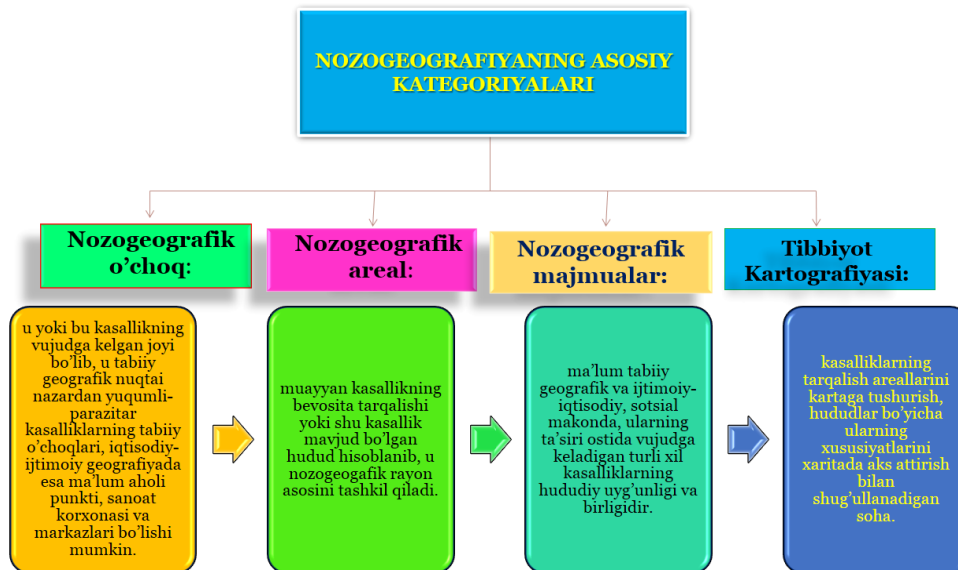 NOZOGEOGRAFIYANING ASOSIY
KATEGORIYALARI
Nozogeografik
o’choq:
u yoki bu kasallikning
vujudga kelgan joyi
bo’lib, u tabiiy
geografik nuqtai
nazardan yuqumli-
parazitar
kasalliklarning tabiiy
o’choqlari, iqtisodiy-
ijtimoiy geografiyada
esa ma’lum aholi
punkti, sanoat
korxonasi va
markazlari bo’lishi
mumkin.
Nozogeografik
areal:
muayyan kasallikning
bevosita tarqalishi
yoki shu kasallik
mavjud bo’lgan
hudud hisoblanib, u
nozogeogafik rayon
asosini tashkil qiladi.
Nozogeografik
majmualar:
ma’lum tabiiy
geografik va ijtimoiy-
iqtisodiy, sotsial
makonda, ularning
ta’siri ostida vujudga
keladigan turli xil
kasalliklarning
hududiy uyg’unligi va
birligidir.
Tibbiyot
Kartografiyasi:
kasalliklarning
tarqalish areallarini
kartaga tushurish,
hududlar bo’yicha
ularning
xususiyatlarini
xaritada aks attirish
bilan
shug’ullanadigan
soha.